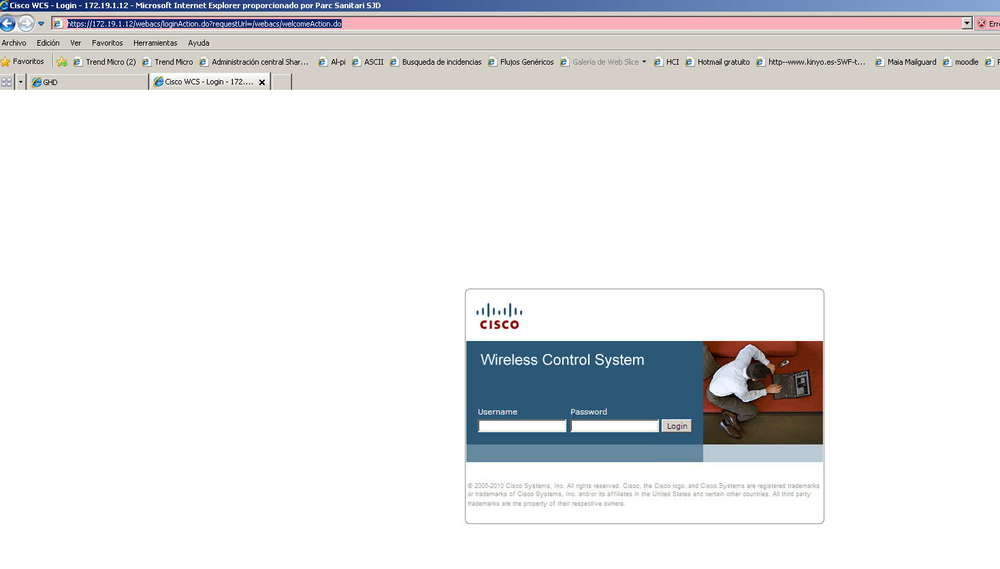 Cisco WCS - Login - 172.19.1.12 - Microsoft Internet Explorer proporcionado por Parc Sanitari SJD
https://172.19.1.12/webacs/loginAction.do?requestUrl=/webacs/welcomeAction.do
Archivo Edición Ver Favoritos Herramientas Ayuda
Favoritos Trend Micro (2) Trend Micro Administración central Shar... Al-pi ASCII Busqueda de incidencias Flujos Genéricos Galería de Web Slice HCI Hotmail gratuito http--www.kinyo.es-SWF-t... Maia Mailguard moodle
GHD Cisco WCS - Login - 172....
CISCO
Wireless Control System
Username Password
Login
© 2005-2010 Cisco Systems, Inc, All rights reserved. Cisco, the Cisco logo, and Cisco Systems are registered trademarks
or trademarks of Cisco Systems, Inc. and/or its affiliates in the United States and certain other countries. All third party
trademarks are the property of their respective owners.